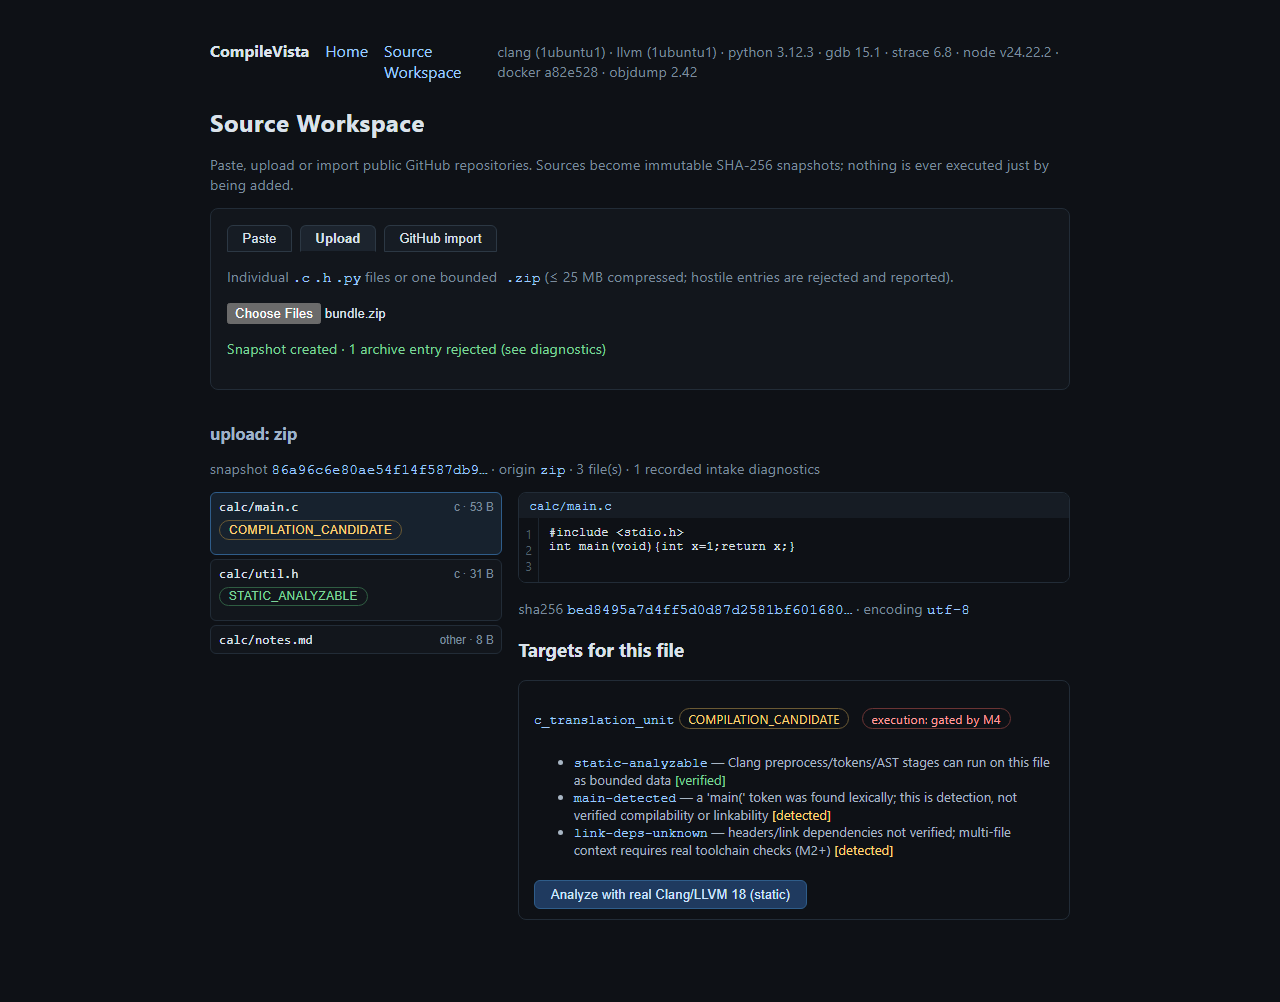 CompileVista Home Source Workspace clang (1ubuntu1) · llvm (1ubuntu1) · python 3.12.3 · gdb 15.1 · strace 6.8 · node v24.22.2 · docker a82e528 · objdump 2.42
Source Workspace
Paste, upload or import public GitHub repositories. Sources become immutable SHA-256 snapshots; nothing is ever executed just by
being added.
Paste Upload GitHub import
Individual .c .h .py files or one bounded .zip (≤ 25 MB compressed; hostile entries are rejected and reported).
Choose Files bundle.zip
Snapshot created · 1 archive entry rejected (see diagnostics)
upload: zip
snapshot 86a96c6e80ae54f14f587db9… · origin zip · 3 file(s) · 1 recorded intake diagnostics
calc/main.c c · 53 B
COMPILATION_CANDIDATE
calc/util.h c · 31 B
STATIC_ANALYZABLE
calc/notes.md other · 8 B
calc/main.c
1 #include <stdio.h>
2 int main(void){int x=1;return x;}
3
sha256 bed8495a7d4ff5d0d87d2581bf601680… · encoding utf-8
Targets for this file
c_translation_unit COMPILATION_CANDIDATE execution: gated by M4
• static-analyzable — Clang preprocess/tokens/AST stages can run on this file
as bounded data [verified]
• main-detected — a 'main(' token was found lexically; this is detection, not
verified compilability or linkability [detected]
• link-deps-unknown — headers/link dependencies not verified; multi-file
context requires real toolchain checks (M2+) [detected]
Analyze with real Clang/LLVM 18 (static)